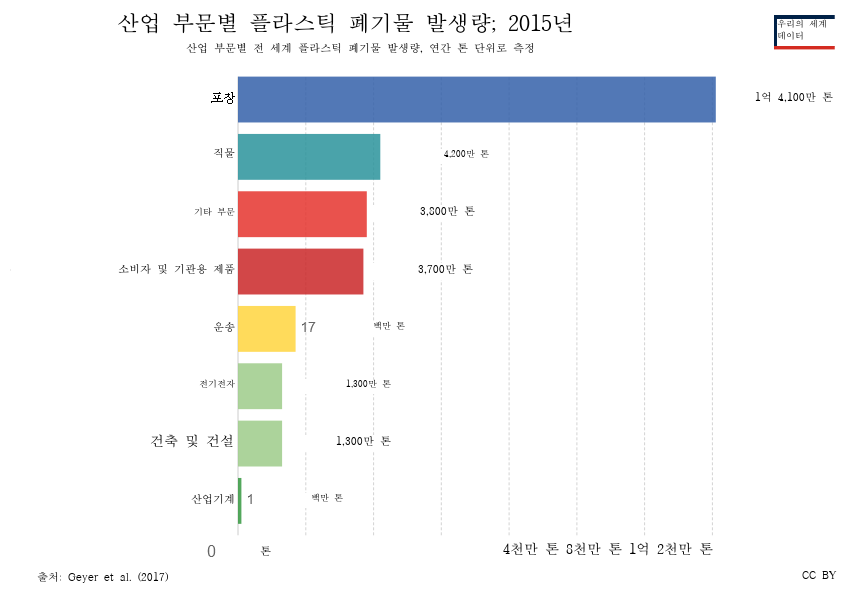 산업 부문별 플라스틱 폐기물 발생량; 2015년
우리의 세계
데이터
산업 부문별 전 세계 플라스틱 폐기물 발생량, 연간 톤 단위로 측정
포장 1억 4,100만 톤
직물 4,200만 톤
기타 부문 3,800만 톤
소비자 및 기관용 제품 3,700만 톤
운송 17 백만 톤
전기전자 1,300만 톤
건축 및 건설 1,300만 톤
산업기계 1 백만 톤
0 톤 4천만 톤 8천만 톤 1억 2천만 톤
출처: Geyer et al. (2017) CC BY